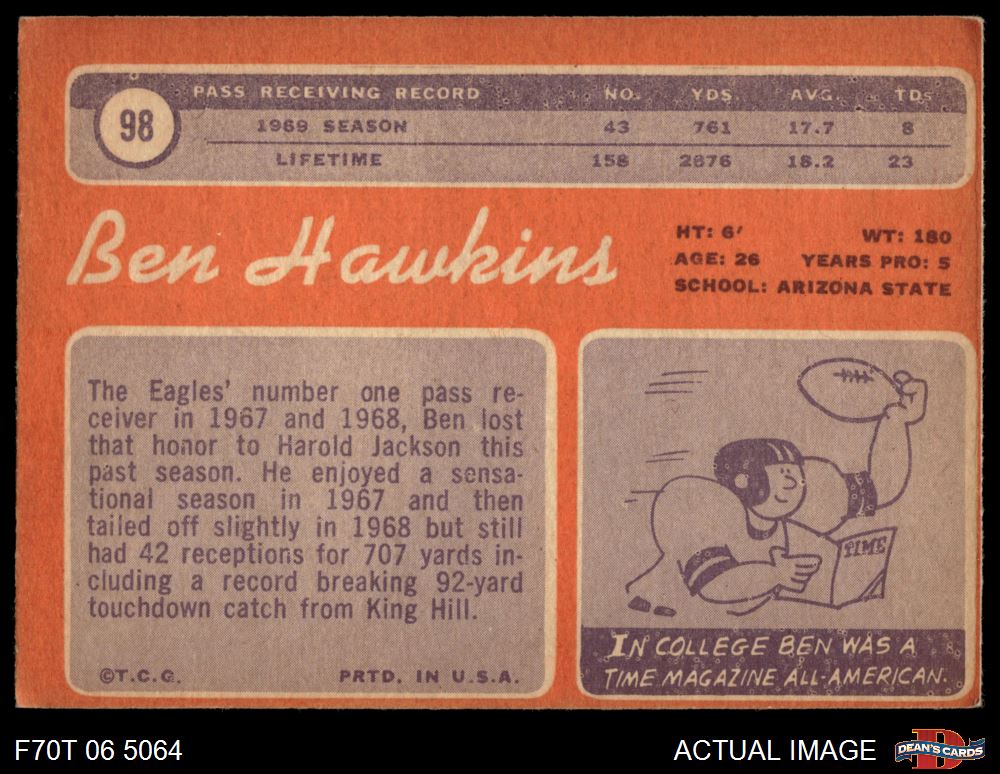 98
PASS RECEIVING RECORD NO. YDS AVG. TDs
1969 SEASON 43 761 17.7 8
LIFETIME 158 2876 18.2 23
Ben Hawkins
HT: 6' WT: 180
AGE: 26 YEARS PRO: 5
SCHOOL: ARIZONA STATE
The Eagles' number one pass re-
ceiver in 1967 and 1968, Ben lost
that honor to Harold Jackson this
past season. He enjoyed a sensa-
tional season in 1967 and then
tailed off slightly in 1968 but still
had 42 receptions for 707 yards in-
cluding a record breaking 92-yard
touchdown catch from King Hill.
©T.C.G. PRTD. IN U.S.A.
TIME
IN COLLEGE BEN WAS A
TIME MAGAZINE ALL-AMERICAN.
F70T 06 5064 ACTUAL IMAGE DEAN'S CARDS